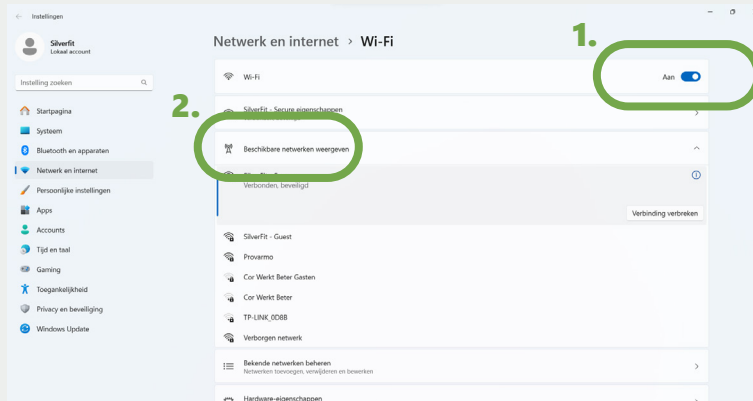 Instellingen
Silverfit
Lokaal account
Instelling zoeken
Startpagina
Systeem
Bluetooth en apparaten
Netwerk en internet
Persoonlijke instellingen
Apps
Accounts
Tijd en taal
Gaming
Toegankelijkheid
Privacy en beveiliging
Windows Update
Netwerk en internet > Wi-Fi
1.
Wi-Fi
Aan
2.
SilverFit - Secure eigenschappen
Beschikbare netwerken weergeven
Verbonden, beveiligd
Verbinding verbreken
SilverFit - Guest
Provarmo
Cor Werkt Beter Gasten
Cor Werkt Beter
TP-LINK_0D8B
Verborgen netwerk
Bekende netwerken beheren
Netwerken toevoegen, verwijderen en bewerken
Hardware-eigenschappen